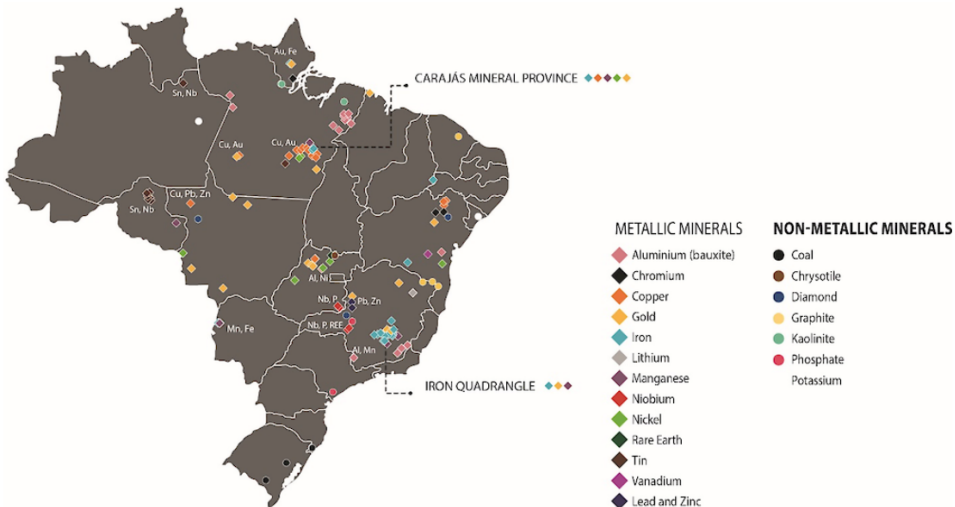 Au, Fe
CARAJÁS MINERAL PROVINCE
Sn, Nb
Cu, Au
Cu, Au
Cu, Pb, Zn
Sn, Nb
Al, Ni
Nb, P
Pb, Zn
Mn, Fe
Nb, P, REE
Al, Mn
IRON QUADRANGLE
METALLIC MINERALS
Aluminium (bauxite)
Chromium
Copper
Gold
Iron
Lithium
Manganese
Niobium
Nickel
Rare Earth
Tin
Vanadium
Lead and Zinc
NON-METALLIC MINERALS
Coal
Chrysotile
Diamond
Graphite
Kaolinite
Phosphate
Potassium